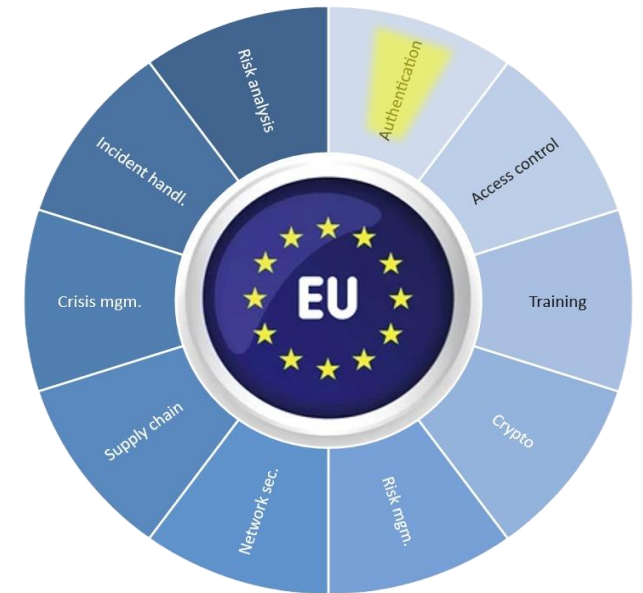 Authentication
Access control
Training
Crypto
Risk mgm.
Network sec.
Supply chain
Crisis mgm.
Incident handl.
Risk analysis
EU